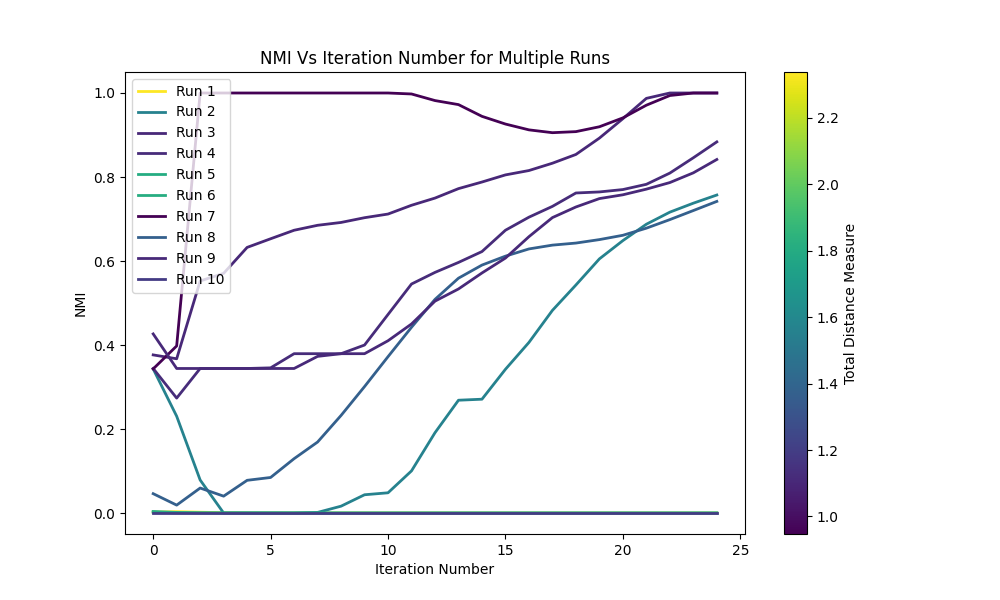 NMI Vs Iteration Number for Multiple Runs
Run 1
Run 2
Run 3
Run 4
Run 5
Run 6
Run 7
Run 8
Run 9
Run 10
1.0
0.8
0.6
0.4
0.2
0.0
NMI
0
5
10
15
20
25
Iteration Number
2.2
2.0
1.8
1.6
1.4
1.2
1.0
Total Distance Measure